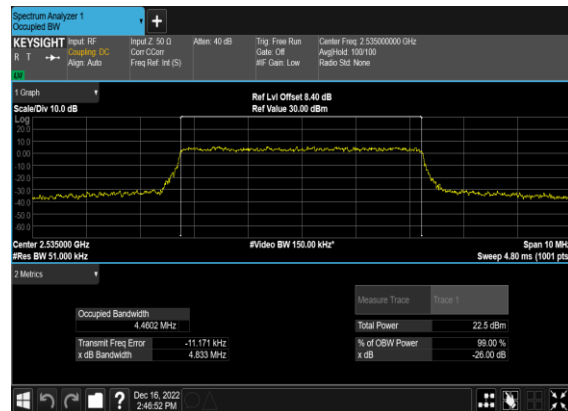 Spectrum Analyzer 1
Occupied BW
KEYSIGHT Input: RF Input Z: 50 Ω Atten: 40 dB Trig: Free Run Center Freq: 2.535000000 GHz
R T Coupling: DC Corr CCorr Gate: Off Avg|Hold: 100/100
Align: Auto Freq Ref: Int (S) #IF Gain: Low Radio Std: None
LW
1 Graph
Scale/Div 10.0 dB
Ref Lvl Offset 8.40 dB
Ref Value 30.00 dBm
Log
20.0
10.0
0.00
-10.0
-20.0
-30.0
-40.0
-50.0
-60.0
Center 2.535000 GHz #Video BW 150.00 kHz* Span 10 MHz
#Res BW 51.000 kHz Sweep 4.80 ms (1001 pts)
2 Metrics
Measure Trace Trace 1
Occupied Bandwidth
4.4602 MHz Total Power 22.5 dBm
Transmit Freq Error -11.171 kHz % of OBW Power 99.00 %
x dB Bandwidth 4.833 MHz x dB -26.00 dB
? Dec 16, 2022
2:46:52 PM